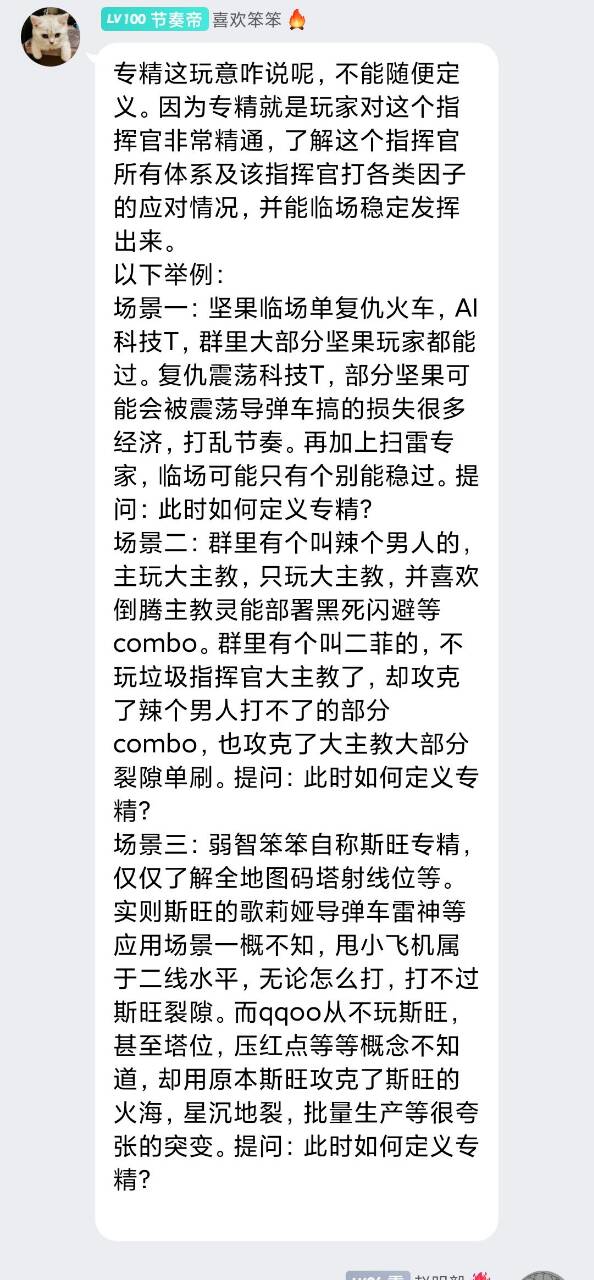 LV100 节奏帝 喜欢笨笨
专精这玩意咋说呢，不能随便定
义。因为专精就是玩家对这个指
挥官非常精通，了解这个指挥官
所有体系及该指挥官打各类因子
的应对情况，并能临场稳定发挥
出来。
以下举例：
场景一：坚果临场单复仇火车，AI
科技T，群里大部分坚果玩家都能
过。复仇震荡科技T，部分坚果可
能会被震荡导弹车搞的损失很多
经济，打乱节奏。再加上扫雷专
家，临场可能只有个别能稳过。提
问：此时如何定义专精？
场景二：群里有个叫辣个男人的，
主玩大主教，只玩大主教，并喜欢
倒腾主教灵能部署黑死闪避等
combo。群里有个叫二菲的，不
玩垃圾指挥官大主教了，却攻克
了辣个男人打不了的部分
combo，也攻克了大主教大部分
裂隙单刷。提问：此时如何定义专
精？
场景三：弱智笨笨自称斯旺专精，
仅仅了解全地图码塔射线位等。
实则斯旺的歌莉娅导弹车雷神等
应用场景一概不知，甩小飞机属
于二线水平，无论怎么打，打不过
斯旺裂隙。而qqoo从不玩斯旺，
甚至塔位，压红点等等概念不知
道，却用原本斯旺攻克了斯旺的
火海，星沉地裂，批量生产等很夸
张的突变。提问：此时如何定义专
精？